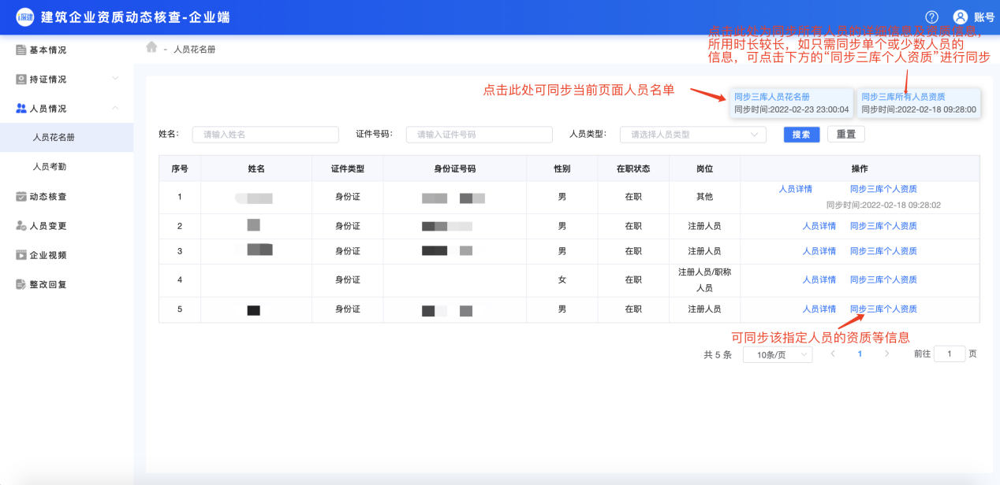 i深建 建筑企业资质动态核查-企业端
账号
点击此处为同步所有人员的详细信息及资质信息,
所用时长较长，如只需同步单个或少数人员的
信息，可点击下方的“同步三库个人资质”进行同步
基本情况
持证情况
人员情况
人员花名册
人员考勤
动态核查
人员变更
企业视频
整改回复
- 人员花名册
点击此处可同步当前页面人员名单
同步三库人员花名册
同步时间:2022-02-23 23:00:04
同步三库所有人员资质
同步时间:2022-02-18 09:28:00
姓名: 请输入姓名 证件号码: 请输入证件号码 人员类型: 请选择人员类型 搜索 重置
序号 姓名 证件类型 身份证号码 性别 在职状态 岗位 操作
1 身份证 男 在职 其他 人员详情 同步三库个人资质
同步时间:2022-02-18 09:28:02
2 身份证 男 在职 注册人员 人员详情 同步三库个人资质
3 身份证 男 在职 注册人员 人员详情 同步三库个人资质
4 身份证 女 在职 注册人员/职称
人员 人员详情 同步三库个人资质
5 身份证 男 在职 注册人员 人员详情 同步三库个人资质
可同步该指定人员的资质等信息
共 5 条 10条/页 1 前往 1 页